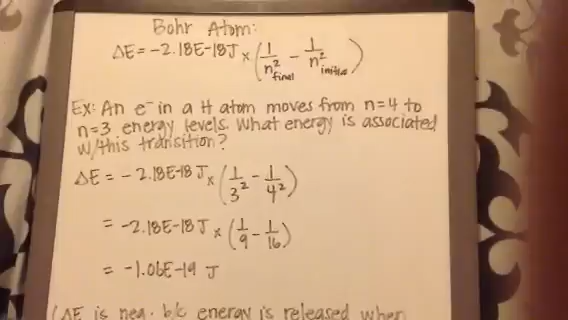 Bohr Atom:
ΔE = -2.18E-18J x (1/n²final - 1/n²initial)
Ex: An e⁻ in a H atom moves from n=4 to
n=3 energy levels. What energy is associated
w/this transition?
ΔE = - 2.18E-18 J x (1/3² - 1/4²)
= -2.18E-18 J x (1/9 - 1/16)
= -1.06E-19 J
(ΔE is neg. b/c energy is released when